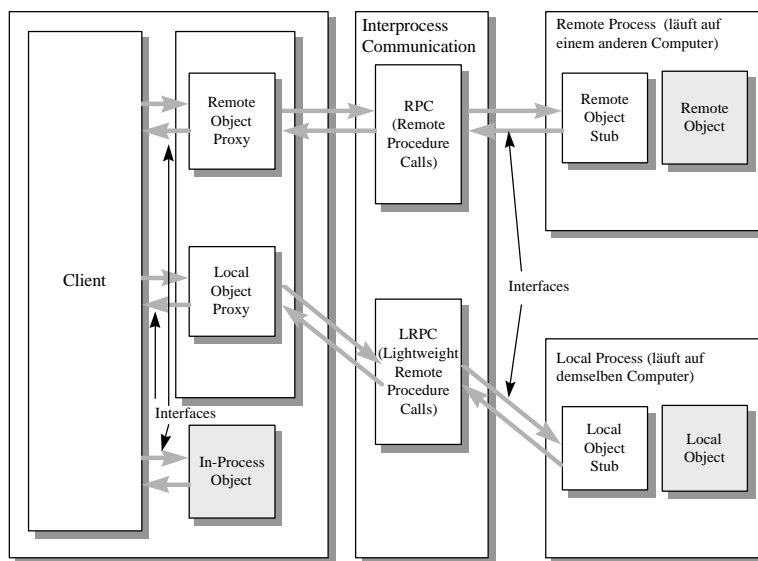 Interprocess
Communication
Remote Process (läuft auf
einem anderen Computer)
Remote
Object
Proxy
RPC
(Remote
Procedure
Calls)
Remote
Object
Stub
Remote
Object
Client
Local
Object
Proxy
Interfaces
LRPC
(Lightweight
Remote
Procedure
Calls)
Local Process (läuft auf
demselben Computer)
Interfaces
Local
Object
Stub
Local
Object
In-Process
Object